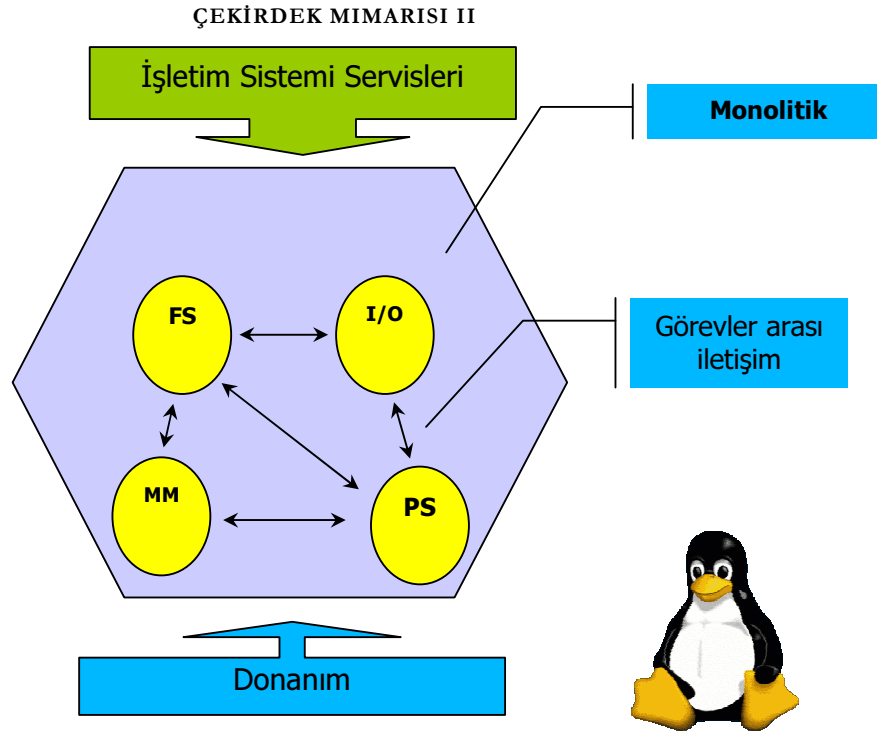 ÇEKİRDEK MIMARISI II
İşletim Sistemi Servisleri
Monolitik
FS
I/O
Görevler arası
iletişim
MM
PS
Donanım